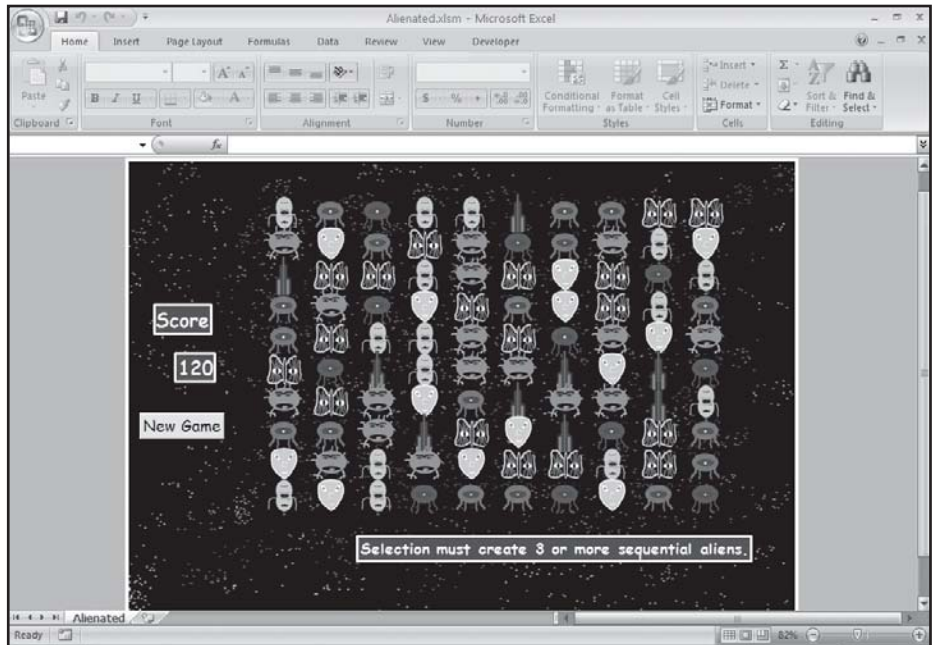 Alienated.xlsm - Microsoft Excel
Home Insert Page Layout Formulas Data Review View Developer
Paste
B I U
A A
A
$ % ,
Conditional Formatting
Format as Table
Cell Styles
Insert
Delete
Format
Σ
Sort & Filter
Find & Select
Clipboard Font Alignment Number Styles Cells Editing
fx
Score
120
New Game
Selection must create 3 or more sequential aliens.
Alienated
Ready
82%